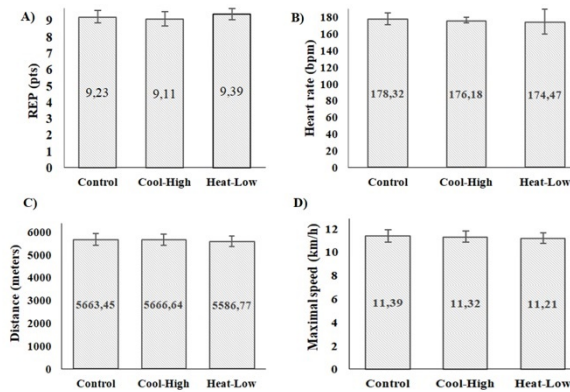 A)
REP (pts)
9
8
7
6
5
4
3
2
1
0
9,23
9,11
9,39
Control
Cool-High
Heat-Low
B)
Heart rate (bpm)
180
160
140
120
100
80
60
40
20
0
178,32
176,18
174,47
Control
Cool-High
Heat-Low
C)
Distance (meters)
6000
5000
4000
3000
2000
1000
0
5663,45
5666,64
5586,77
Control
Cool-High
Heat-Low
D)
Maximal speed (km/h)
12
10
8
6
4
2
0
11,39
11,32
11,21
Control
Cool-High
Heat-Low